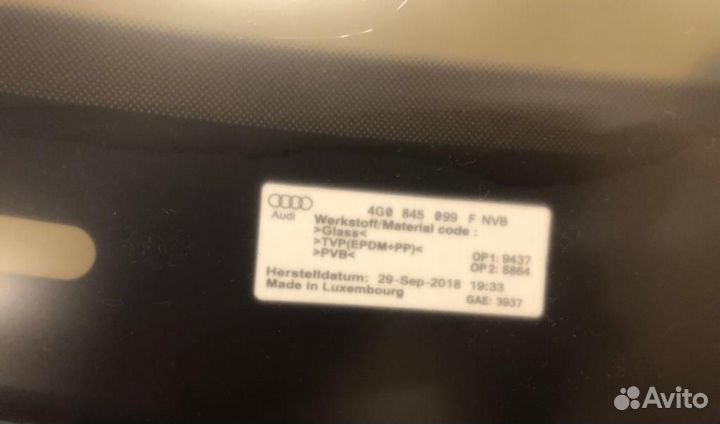 4G0 845 099 F NVB
Audi
Werkstoff/Material code :
>Glass<
>TVP(EPDM+PP)< OP1: 9437
>PVB< OP2: 8864
Herstelldatum: 29-Sep-2018 19:33
Made in Luxembourg GAE: 3937
Avito